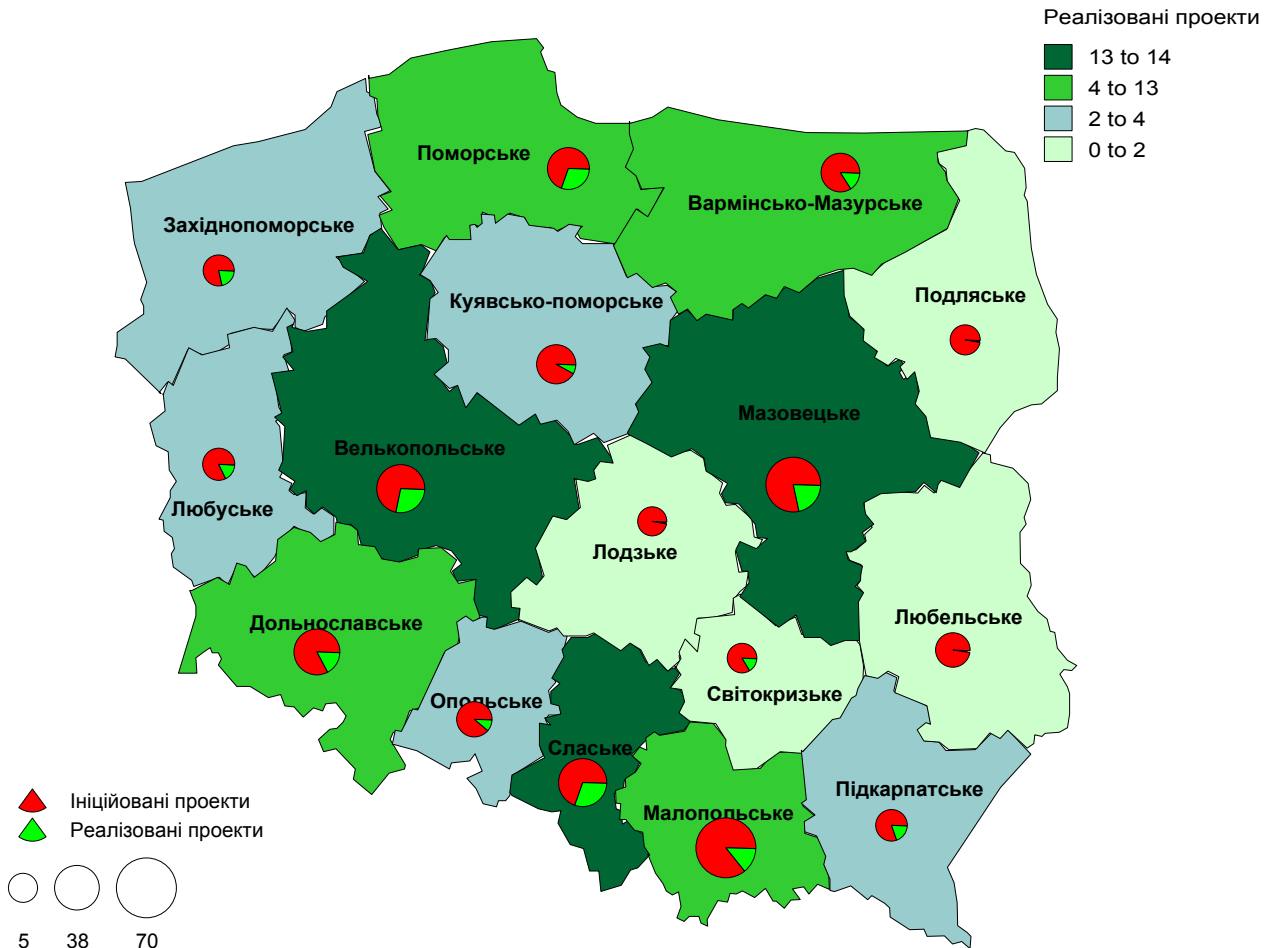 Реалізовані проекти
13 to 14
4 to 13
2 to 4
0 to 2
Поморське
Вармінсько-Мазурське
Західнопоморське
Куявсько-поморське
Подляське
Мазовецьке
Велькопольське
Любуське
Лодзьке
Дольнославське
Любельське
Світокризьке
Опольське
Слаське
Підкарпатське
Малопольське
Ініційовані проекти
Реалізовані проекти
5 38 70